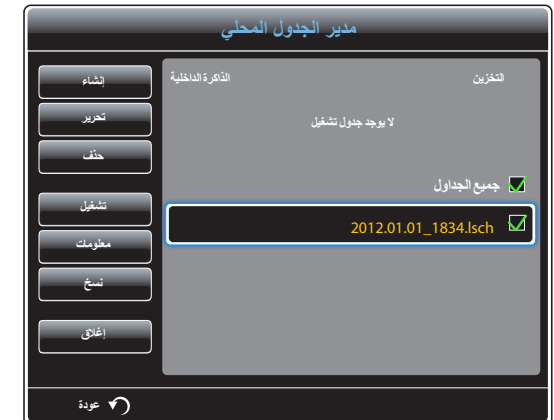 مدير الجدول المحلي
التخزين
الذاكرة الداخلية
لا يوجد جدول تشغيل
جميع الجداول
2012.01.01_1834.lsch
إنشاء
تحرير
حذف
تشغيل
معلومات
نسخ
إغلاق
عودة